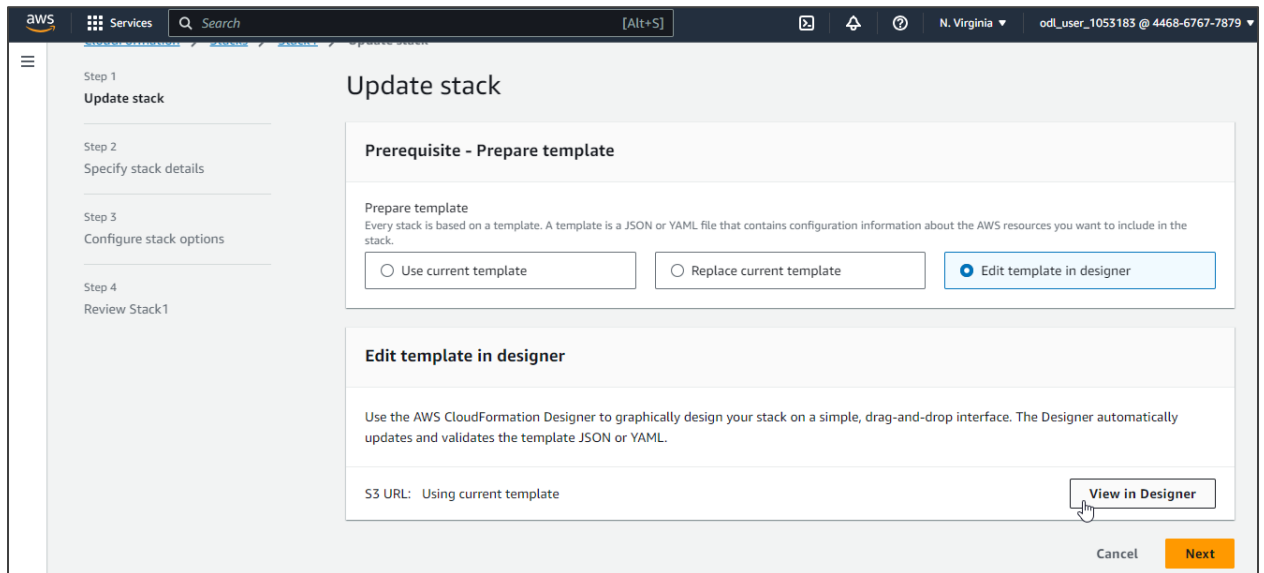 aws
Services
Search
[Alt+S]
N. Virginia
odl_user_1053183 @ 4468-6767-7879
CloudFormation
Stacks
Stack1
Update stack
Step 1
Update stack
Step 2
Specify stack details
Step 3
Configure stack options
Step 4
Review Stack1
Update stack
Prerequisite - Prepare template
Prepare template
Every stack is based on a template. A template is a JSON or YAML file that contains configuration information about the AWS resources you want to include in the
stack.
Use current template
Replace current template
Edit template in designer
Edit template in designer
Use the AWS CloudFormation Designer to graphically design your stack on a simple, drag-and-drop interface. The Designer automatically
updates and validates the template JSON or YAML.
S3 URL: Using current template
View in Designer
Cancel
Next